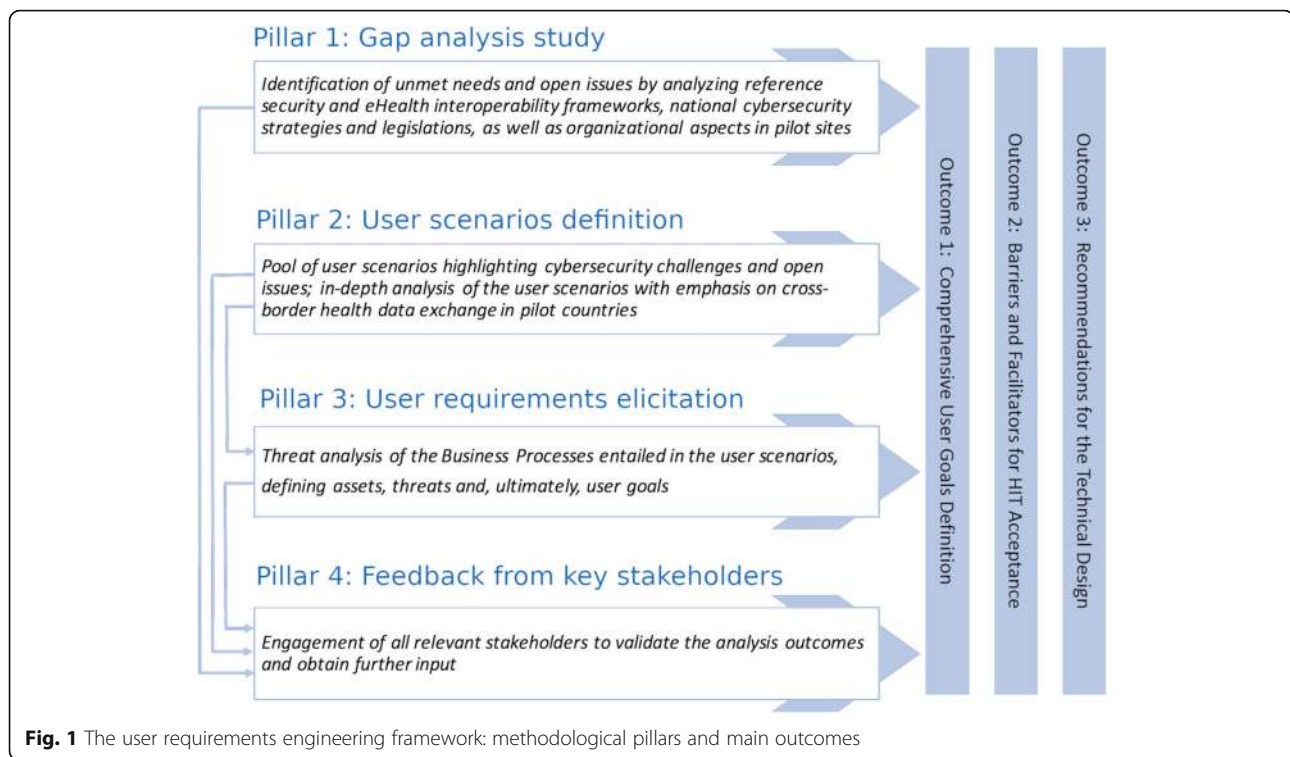 Pillar 1: Gap analysis study
Identification of unmet needs and open issues by analyzing reference
security and eHealth interoperability frameworks, national cybersecurity
strategies and legislations, as well as organizational aspects in pilot sites
Pillar 2: User scenarios definition
Pool of user scenarios highlighting cybersecurity challenges and open
issues; in-depth analysis of the user scenarios with emphasis on cross-
border health data exchange in pilot countries
Pillar 3: User requirements elicitation
Threat analysis of the Business Processes entailed in the user scenarios,
defining assets, threats and, ultimately, user goals
Pillar 4: Feedback from key stakeholders
Engagement of all relevant stakeholders to validate the analysis outcomes
and obtain further input
Outcome 1: Comprehensive User Goals Definition
Outcome 2: Barriers and Facilitators for HIT Acceptance
Outcome 3: Recommendations for the Technical Design
Fig. 1 The user requirements engineering framework: methodological pillars and main outcomes